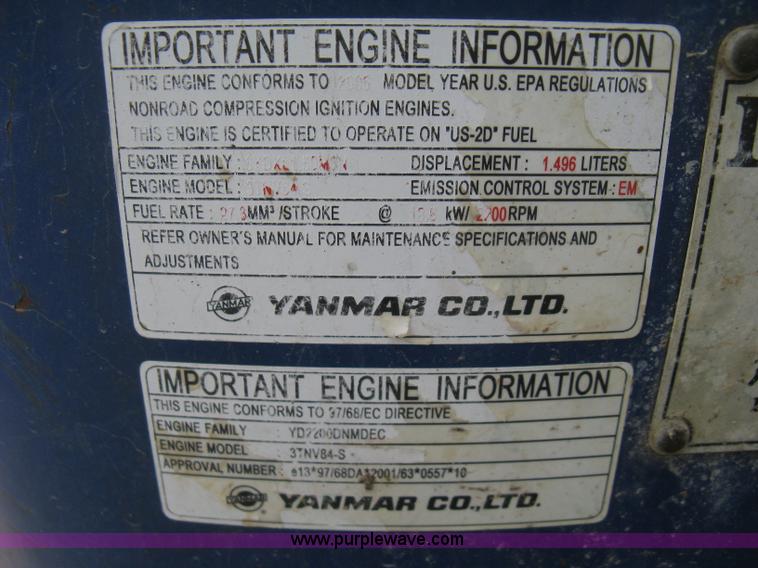 IMPORTANT ENGINE INFORMATION
THIS ENGINE CONFORMS TO MODEL YEAR U.S. EPA REGULATIONS
NONROAD COMPRESSION IGNITION ENGINES.
THIS ENGINE IS CERTIFIED TO OPERATE ON "US-2D" FUEL
ENGINE FAMILY : DISPLACEMENT : 1.496 LITERS
ENGINE MODEL : EMISSION CONTROL SYSTEM : EM
FUEL RATE : MM³/STROKE @ kW/ RPM
REFER OWNER'S MANUAL FOR MAINTENANCE SPECIFICATIONS AND
ADJUSTMENTS
YANMAR YANMAR CO.,LTD.
IMPORTANT ENGINE INFORMATION
THIS ENGINE CONFORMS TO 97/68/EC DIRECTIVE
ENGINE FAMILY : YD2200DNMDEC
ENGINE MODEL : 3TNV84-S
APPROVAL NUMBER :
YANMAR YANMAR CO.,LTD.
www.purplewave.com